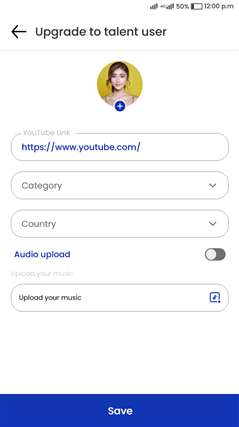 50% 12:00 p.m
Upgrade to talent user
YouTube Link
https://www.youtube.com/
Category
Country
Audio upload
Upload your music
Upload your music
Save